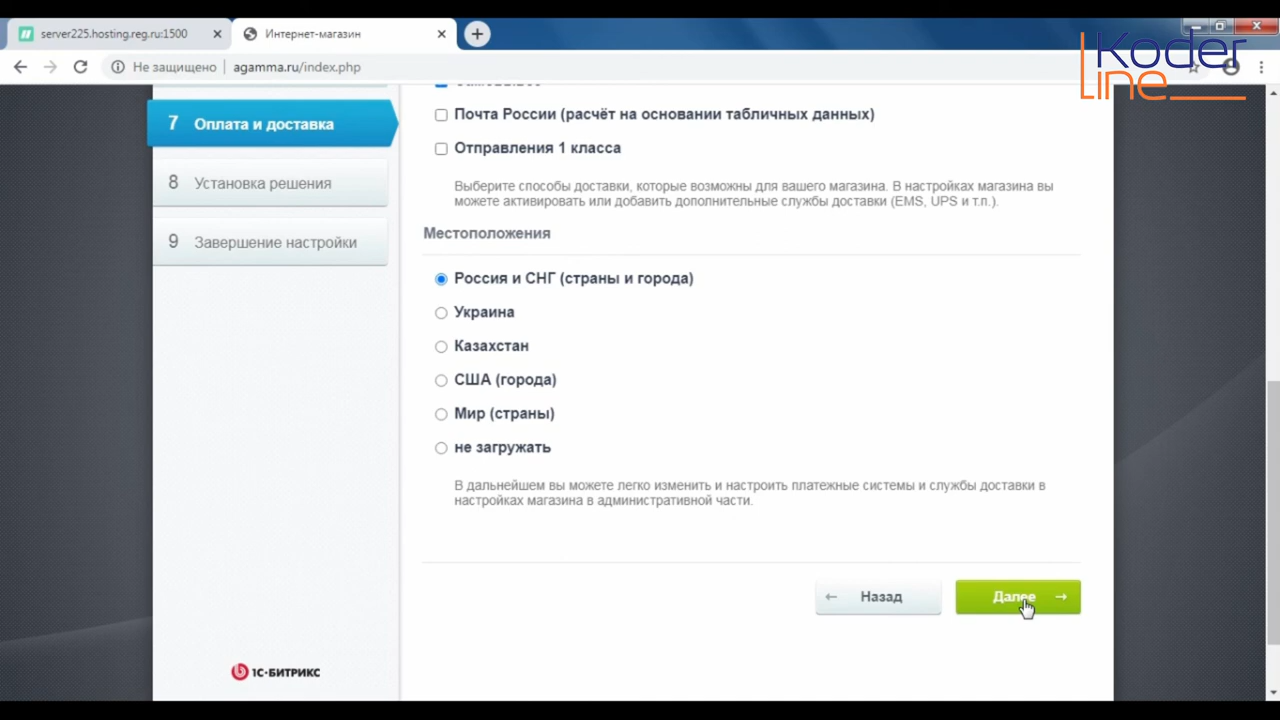 server225.hosting.reg.ru:1500
Интернет-магазин
Не защищено
agamma.ru/index.php
Koder
line
7 Оплата и доставка
8 Установка решения
9 Завершение настройки
Почта России (расчёт на основании табличных данных)
Отправления 1 класса
Выберите способы доставки, которые возможны для вашего магазина. В настройках магазина вы
можете активировать или добавить дополнительные службы доставки (EMS, UPS и т.п.).
Местоположения
Россия и СНГ (страны и города)
Украина
Казахстан
США (города)
Мир (страны)
не загружать
В дальнейшем вы можете легко изменить и настроить платежные системы и службы доставки в
настройках магазина в административной части.
← Назад
Далее →
1С-БИТРИКС